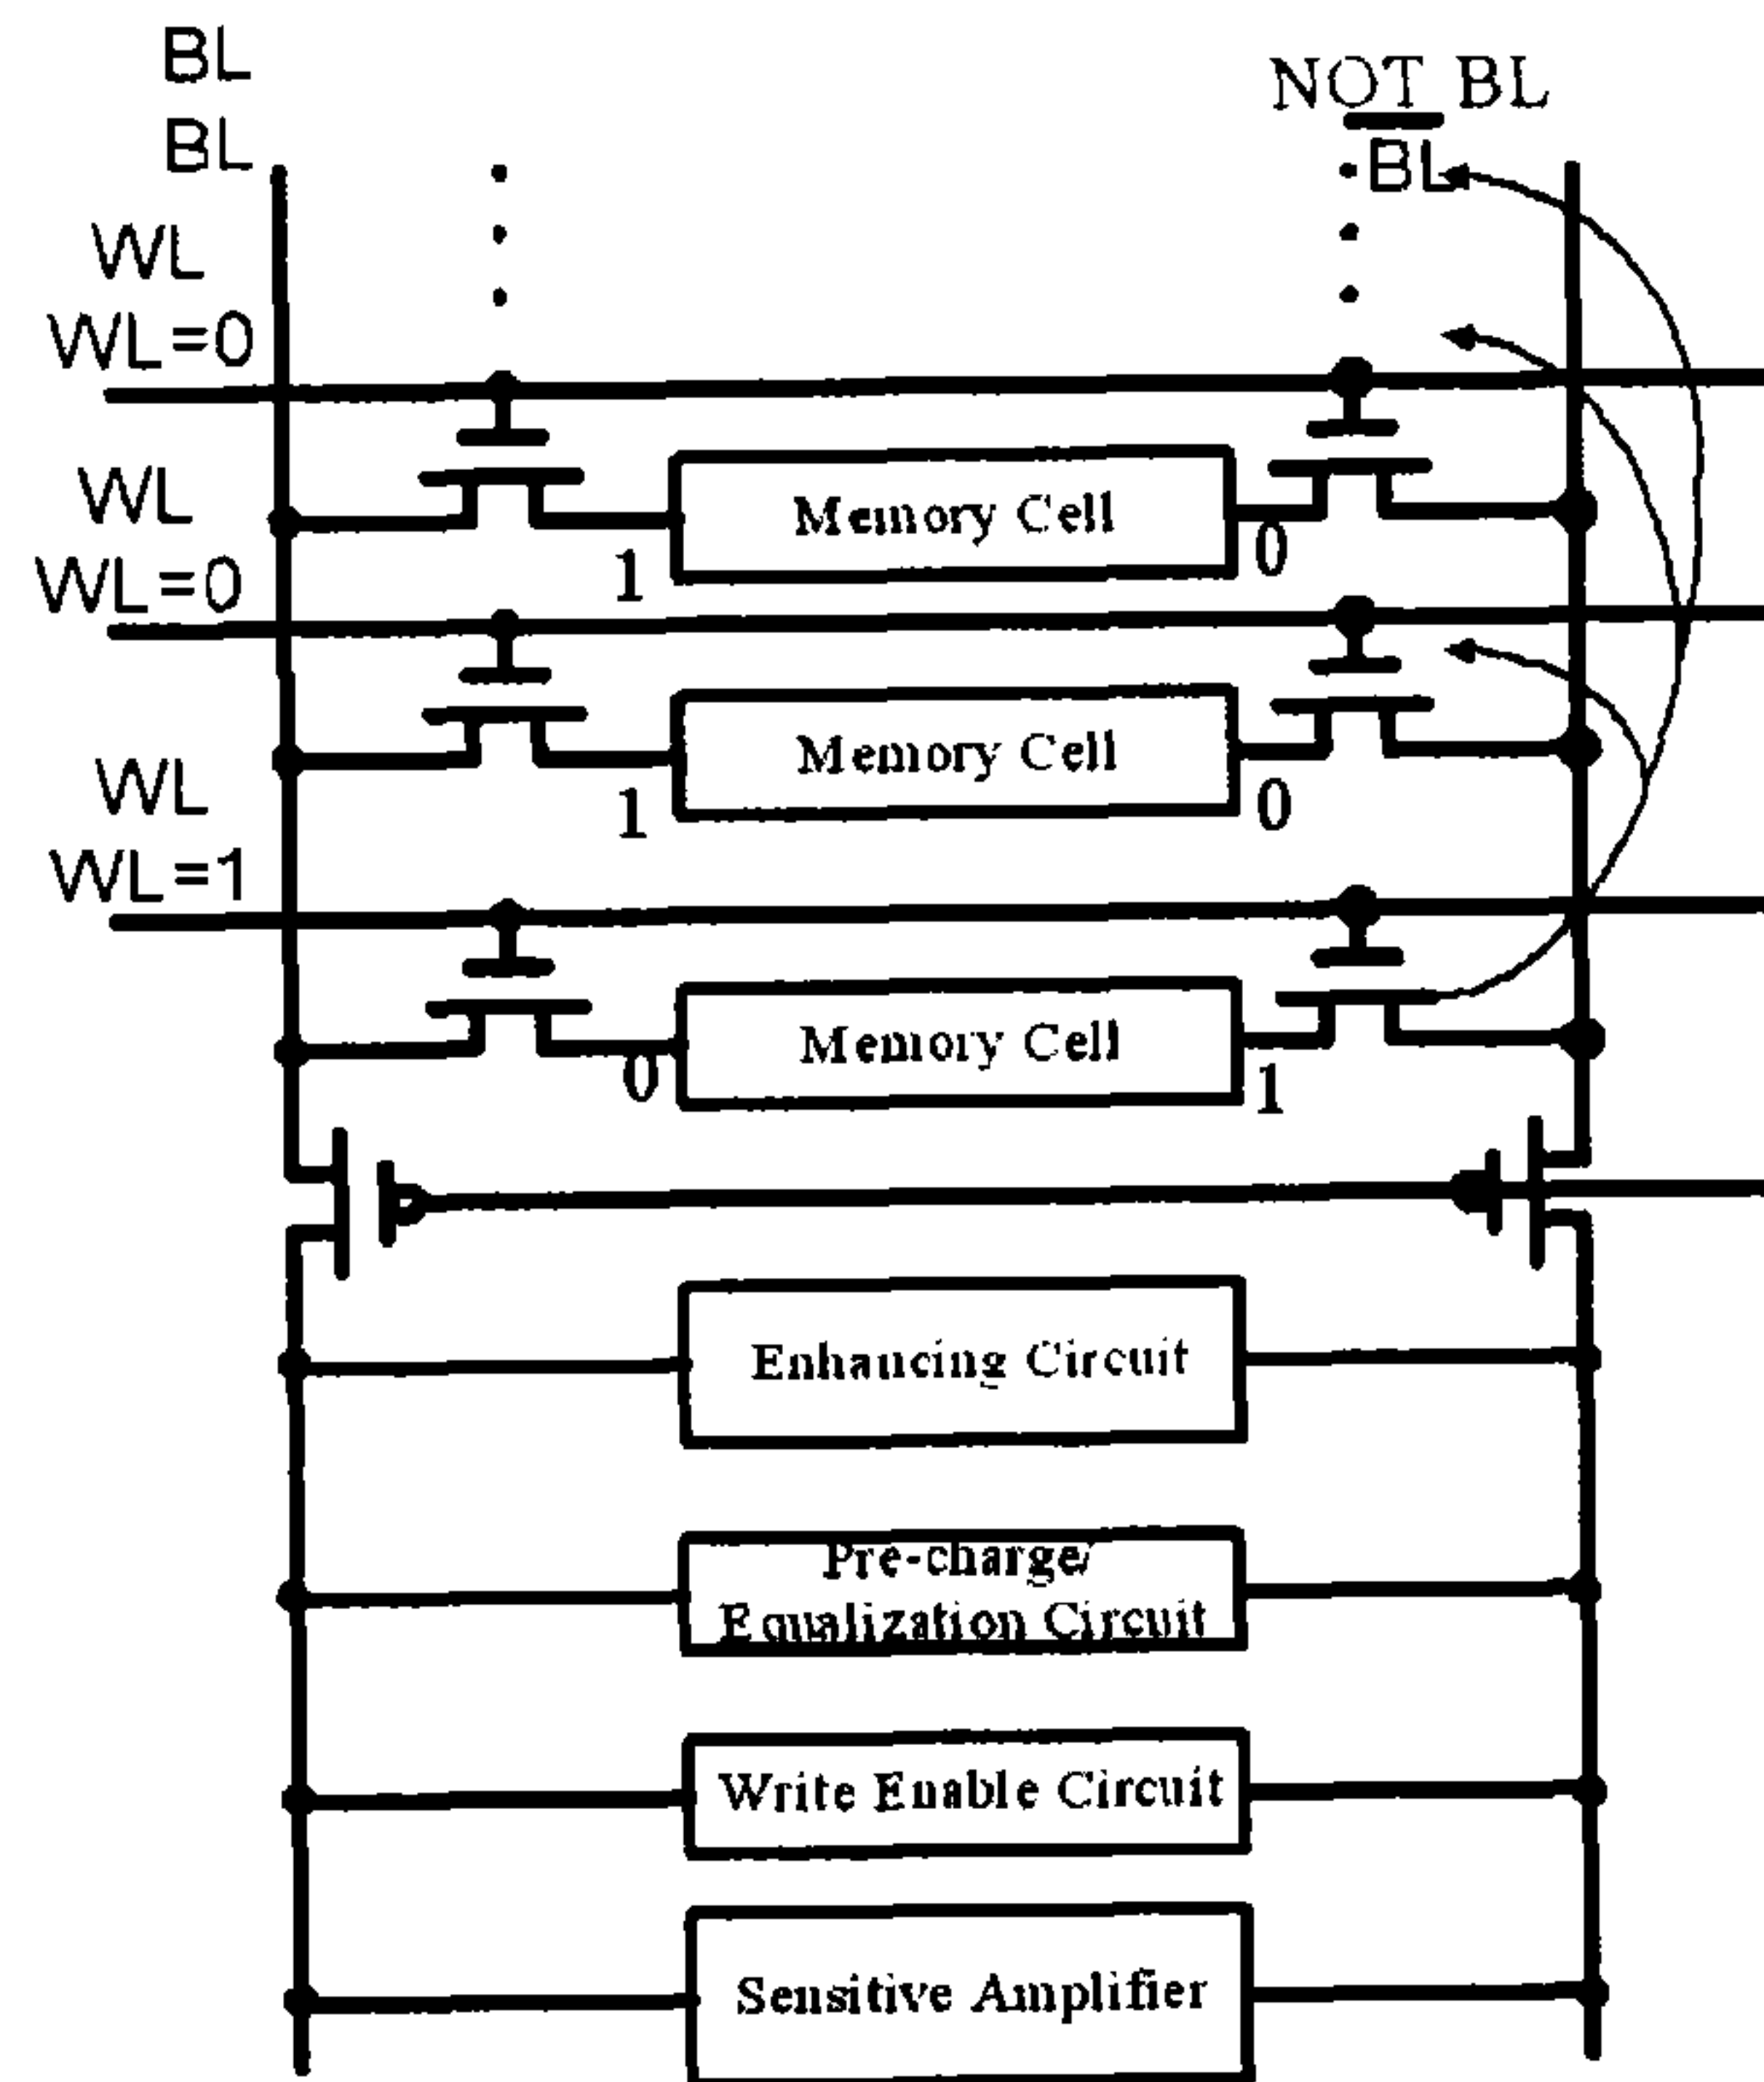 BL
NOT BL
BL
BL
WL
WL=0
Memory Cell
1
0
WL
WL=0
Memory Cell
1
0
WL
WL=1
Memory Cell
0
1
Enhancing Circuit
Pre-charge/
Equalization Circuit
Write Enable Circuit
Sensitive Amplifier